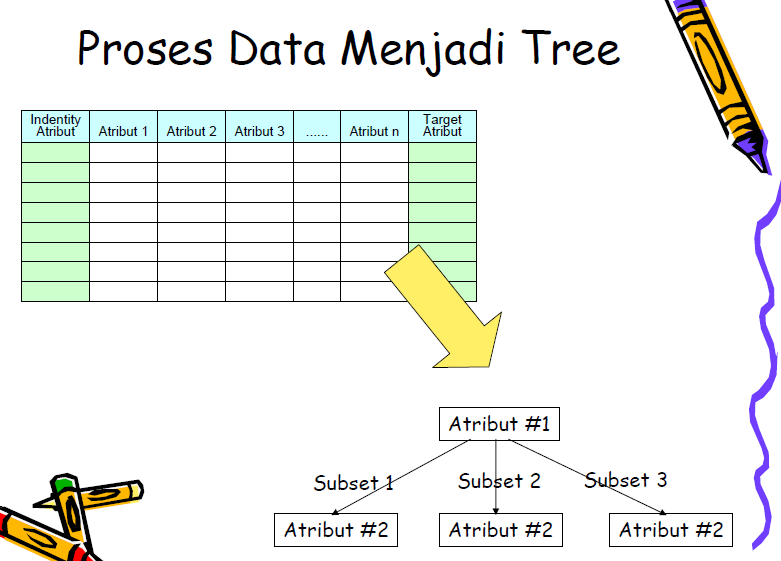 Proses Data Menjadi Tree
Indentity
Atribut
Atribut 1
Atribut 2
Atribut 3
......
Atribut n
Target
Atribut
Atribut #1
Subset 1
Subset 2
Subset 3
Atribut #2
Atribut #2
Atribut #2